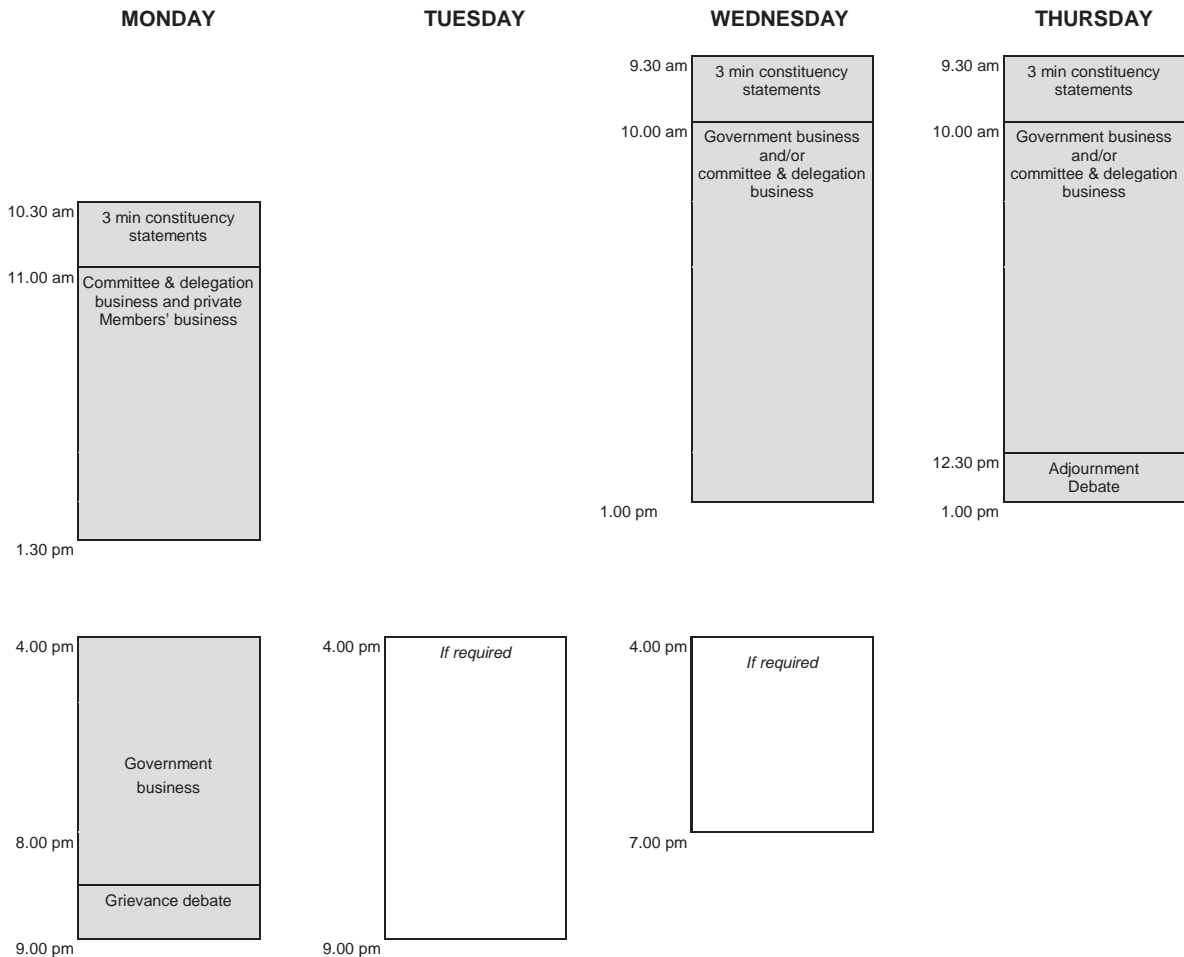 MONDAY
TUESDAY
WEDNESDAY
THURSDAY
10.30 am
3 min constituency
statements
11.00 am
Committee & delegation
business and private
Members’ business
1.30 pm
4.00 pm
Government
business
8.00 pm
Grievance debate
9.00 pm
4.00 pm
If required
9.00 pm
9.30 am
3 min constituency
statements
10.00 am
Government business
and/or
committee & delegation
business
1.00 pm
4.00 pm
If required
7.00 pm
9.30 am
3 min constituency
statements
10.00 am
Government business
and/or
committee & delegation
business
12.30 pm
Adjournment
Debate
1.00 pm